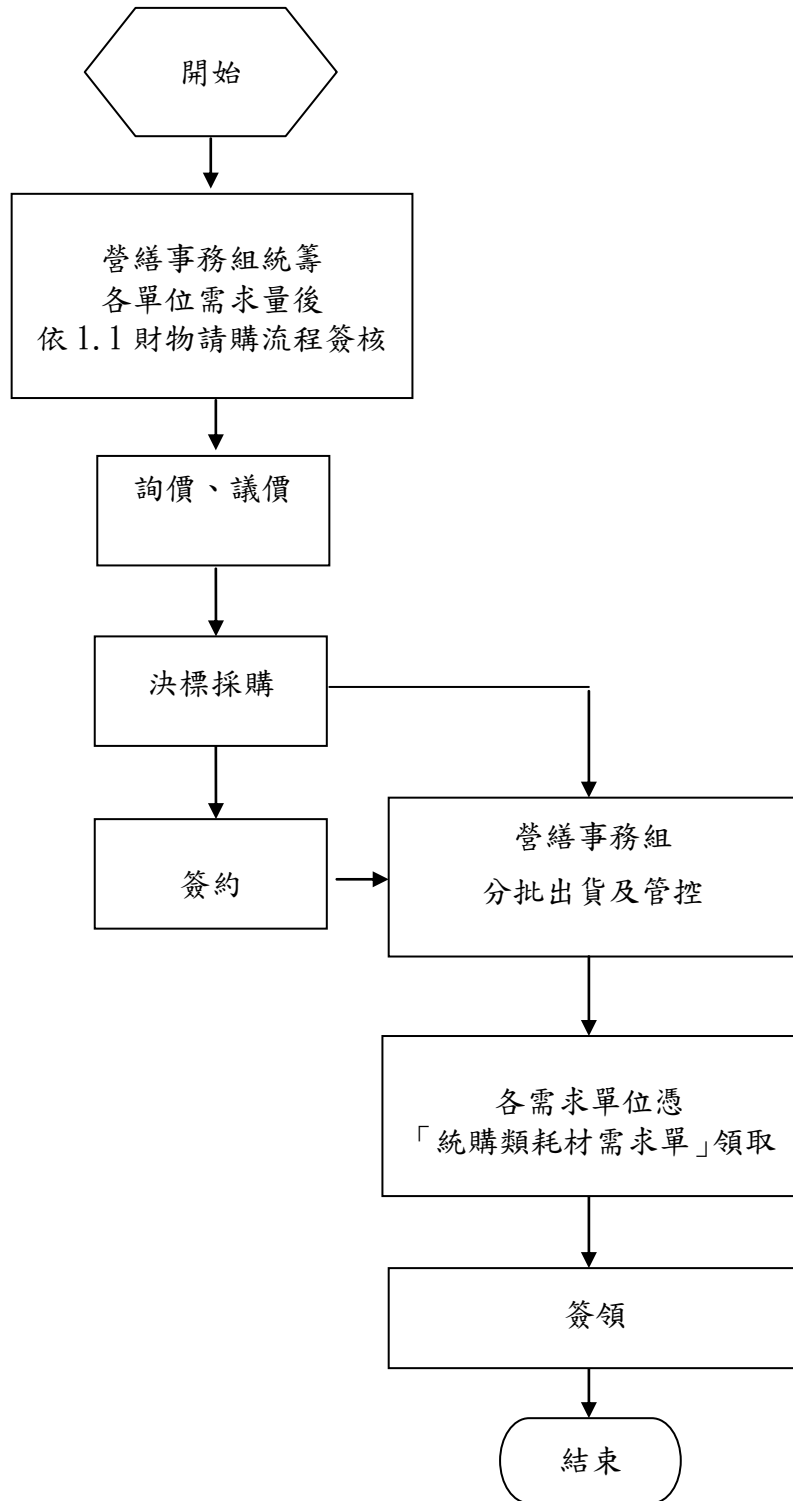 開始
營繕事務組統籌
各單位需求量後
依1.1財物請購流程簽核
詢價、議價
決標採購
簽約
營繕事務組
分批出貨及管控
各需求單位憑
「統購類耗材需求單」領取
簽領
結束